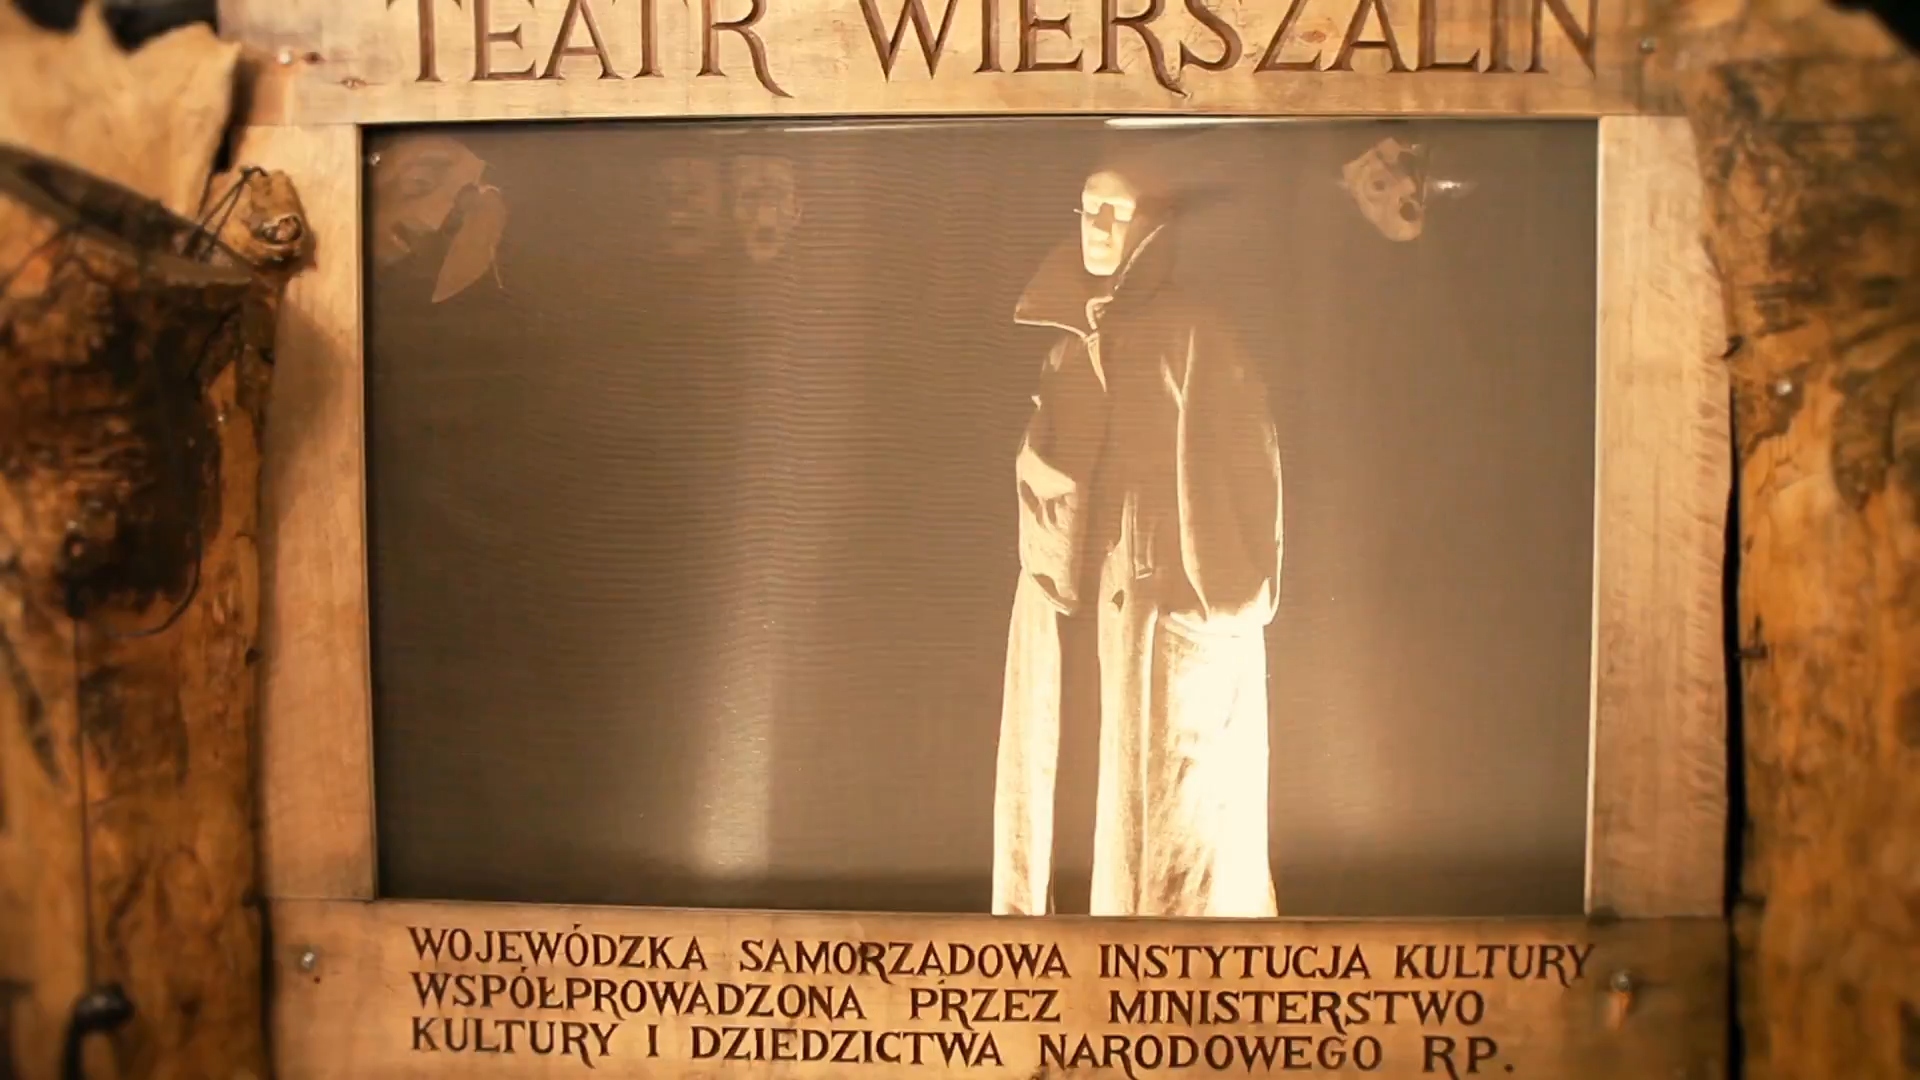 TEATR WIERSZALIN
WOJEWÓDZKA SAMORZĄDOWA INSTYTUCJA KULTURY
WSPÓŁPROWADZONA PRZEZ MINISTERSTWO
KULTURY I DZIEDZICTWA NARODOWEGO RP.